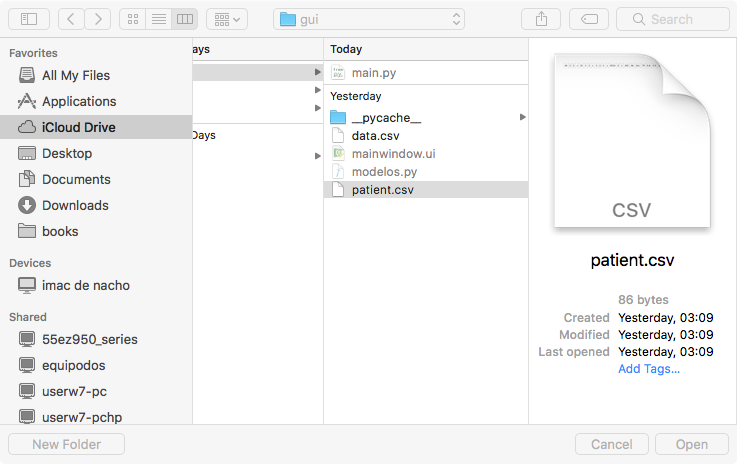 gui
Search
Favorites
All My Files
Applications
iCloud Drive
Desktop
Documents
Downloads
books
Devices
imac de nacho
Shared
55ez950_series
equipodos
userw7-pc
userw7-pchp
ays
Days
Today
main.py
Yesterday
__pycache__
data.csv
mainwindow.ui
modelos.py
patient.csv
CSV
patient.csv
86 bytes
Created Yesterday, 03:09
Modified Yesterday, 03:09
Last opened Yesterday, 03:09
Add Tags...
New Folder
Cancel
Open